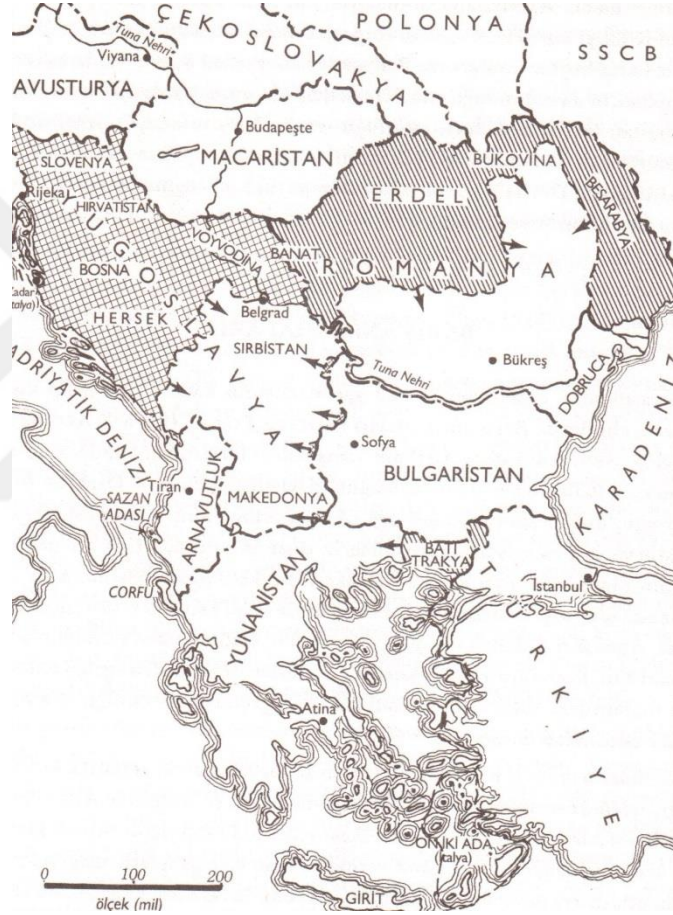 ÇEKOSLOVAKYA
POLONYA
SSCB
Tuna Nehri
Viyana
AVUSTURYA
Budapeşte
MACARİSTAN
SLOVENYA
BUKOVİNA
ERDEL
BESARABYA
Rijeka
HIRVATİSTAN
YUGOSLAVYA
VOYVODİNA
BANAT
ROMANYA
BOSNA
HERSEK
Belgrad
SIRBİSTAN
Bükreş
Tuna Nehri
DOBRUCA
ADRİYATİK DENİZİ
KARADENİZ
Sofya
BULGARİSTAN
Tiran
SAZAN
ADASI
ARNAVUTLUK
MAKEDONYA
BATI
TRAKYA
İstanbul
CORFU
YUNANİSTAN
TÜRKİYE
Atina
ON İKİ ADA
(İtalya)
GİRİT
0 100 200
ölçek (mil)